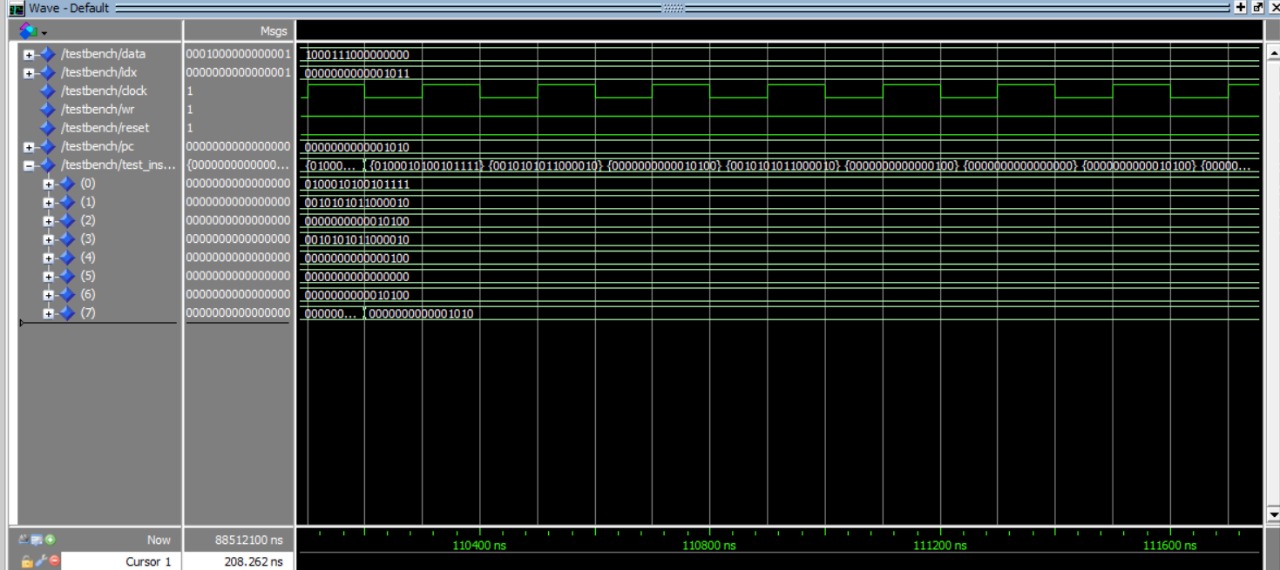 Wave - Default
Msgs
/testbench/data 0001000000000001 1000111000000000
/testbench/idx 0000000000000001 0000000000001011
/testbench/clock 1
/testbench/wr 1
/testbench/reset 1
/testbench/pc 0000000000000000 0000000000001010
/testbench/test_ins... {0000000000000... {01000... {0100010100101111} {0010101011000010} {0000000000010100} {0010101011000010} {0000000000000100} {0000000000000000} {0000000000010100} {00000...
(0) 0000000000000000 0100010100101111
(1) 0000000000000000 0010101011000010
(2) 0000000000000000 0000000000010100
(3) 0000000000000000 0010101011000010
(4) 0000000000000000 0000000000000100
(5) 0000000000000000 0000000000000000
(6) 0000000000000000 0000000000010100
(7) 0000000000000000 000000... 0000000000001010
Now 88512100 ns 110400 ns 110800 ns 111200 ns 111600 ns
Cursor 1 208.262 ns